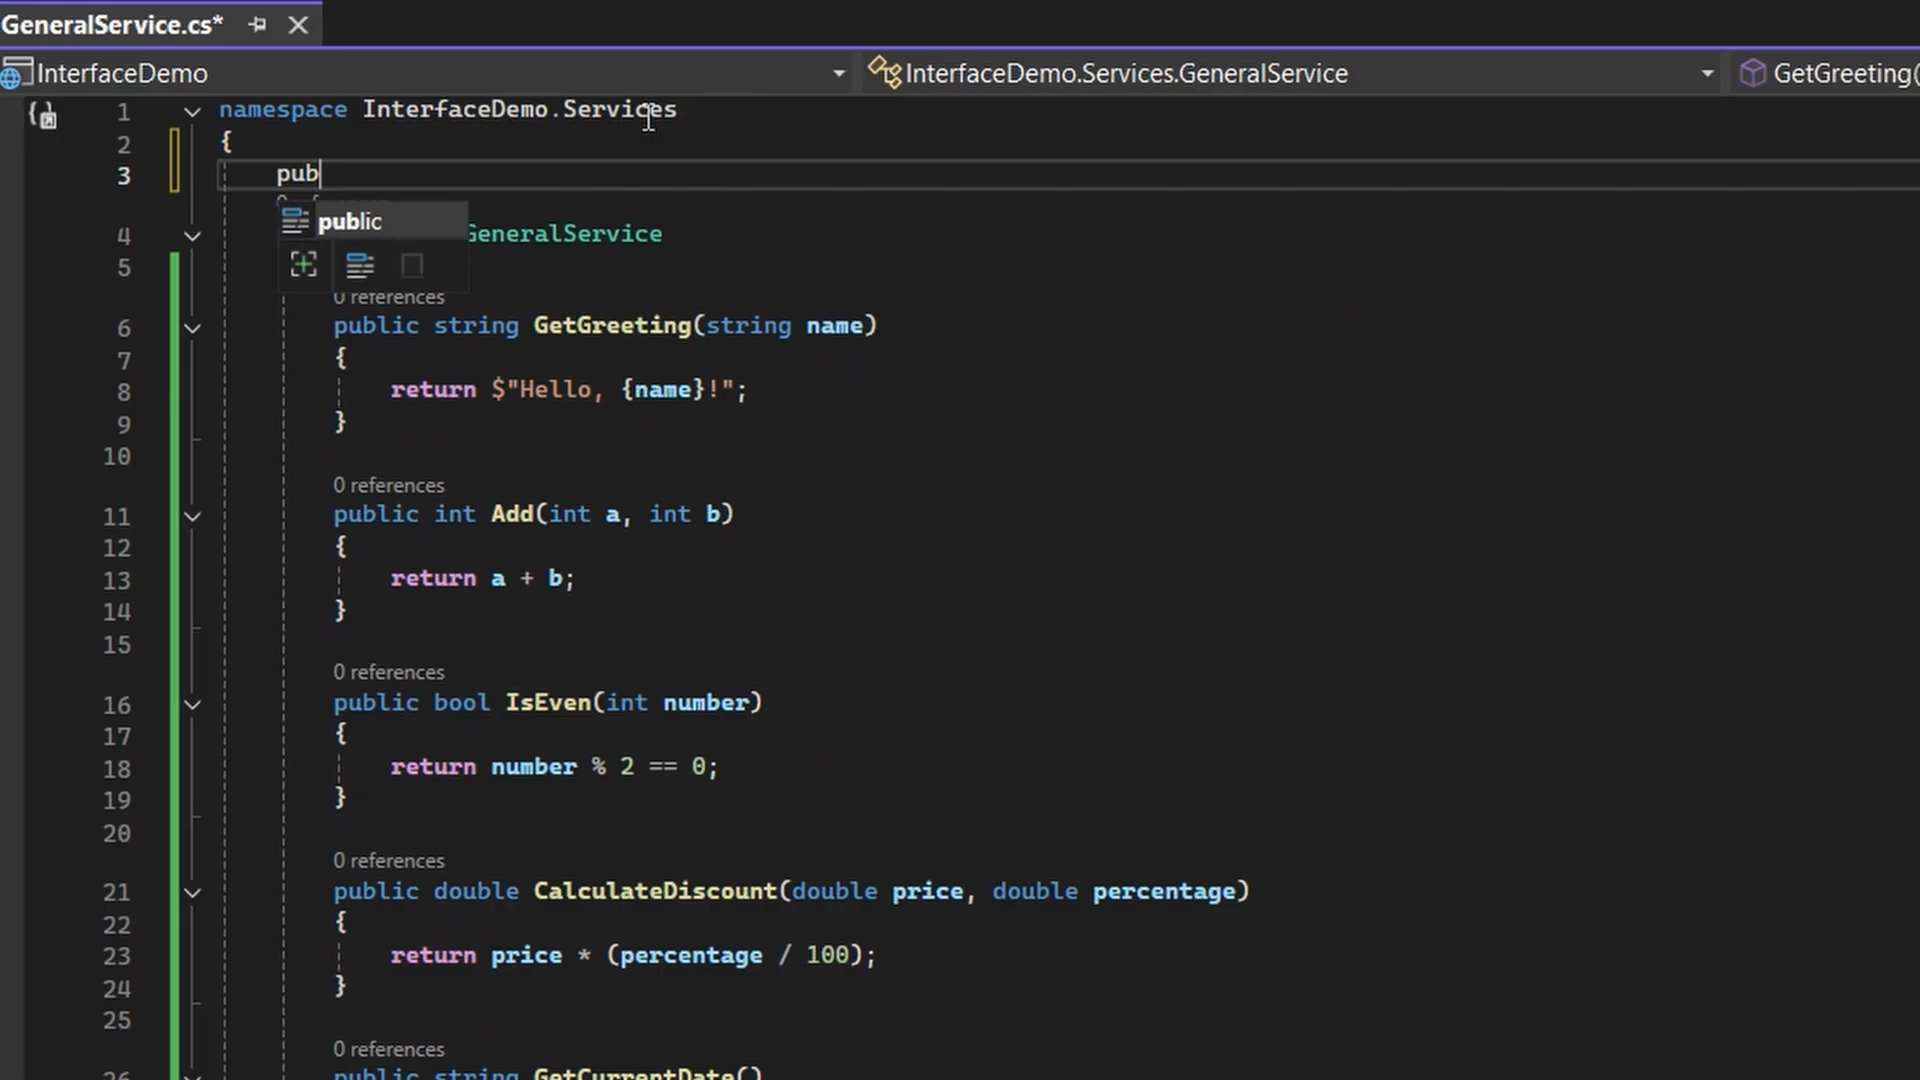 GeneralService.cs*
InterfaceDemo InterfaceDemo.Services.GeneralService GetGreeting(
1 namespace InterfaceDemo.Services
2 {
3 pub
public
4 GeneralService
5
0 references
6 public string GetGreeting(string name)
7 {
8 return $"Hello, {name}!";
9 }
10
0 references
11 public int Add(int a, int b)
12 {
13 return a + b;
14 }
15
0 references
16 public bool IsEven(int number)
17 {
18 return number % 2 == 0;
19 }
20
0 references
21 public double CalculateDiscount(double price, double percentage)
22 {
23 return price * (percentage / 100);
24 }
25
0 references
26 public string GetCurrentDate()